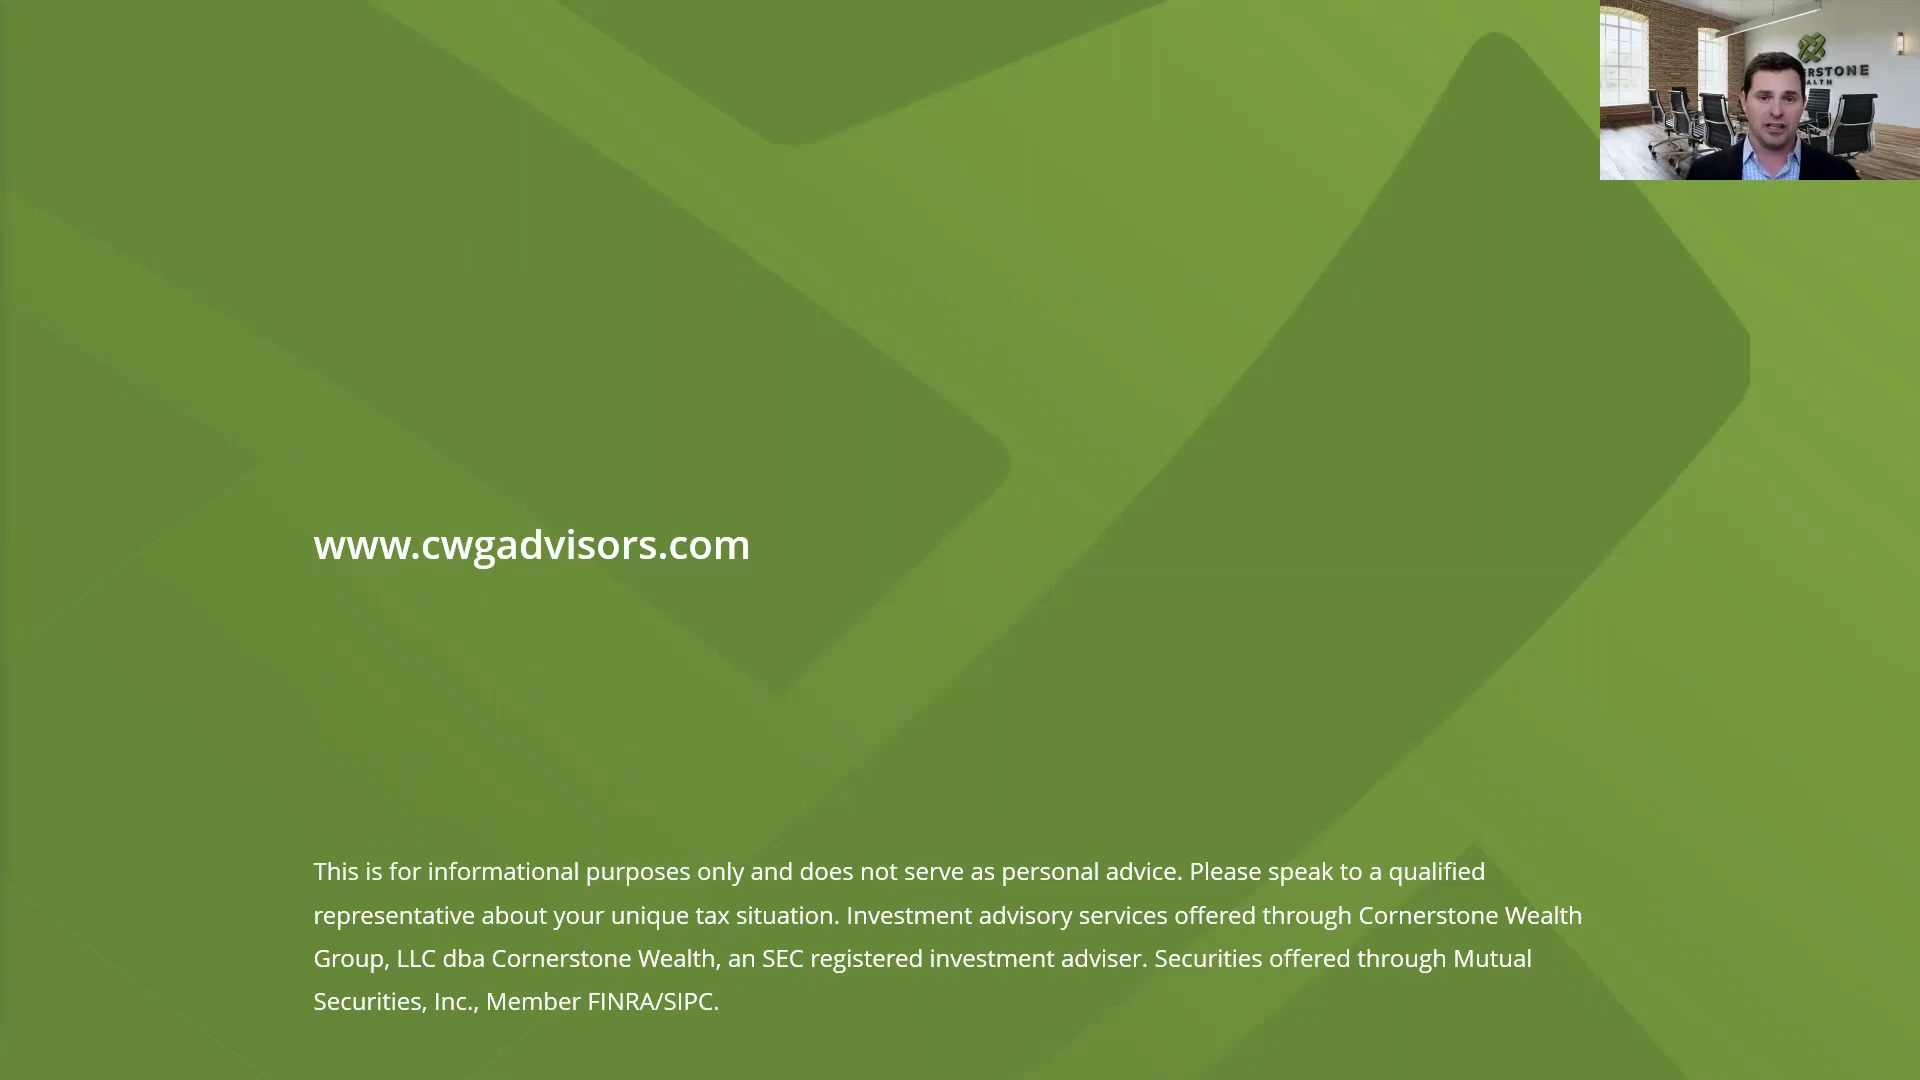 ERSTONE
ALTH
www.cwgadvisors.com
This is for informational purposes only and does not serve as personal advice. Please speak to a qualified
representative about your unique tax situation. Investment advisory services offered through Cornerstone Wealth
Group, LLC dba Cornerstone Wealth, an SEC registered investment adviser. Securities offered through Mutual
Securities, Inc., Member FINRA/SIPC.